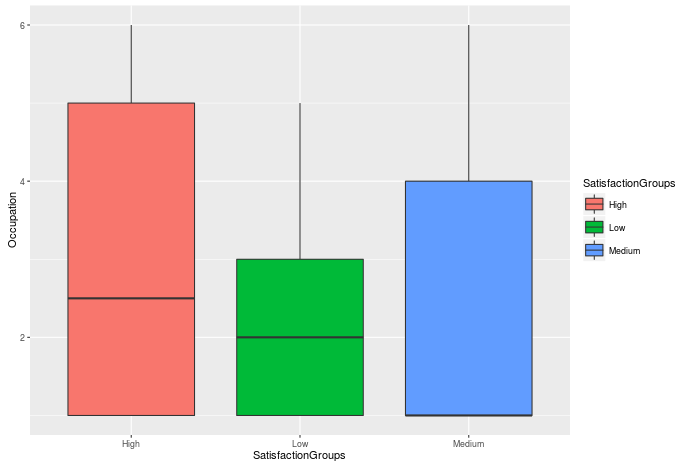 6
4
2
Occupation
High
Low
Medium
SatisfactionGroups
SatisfactionGroups
High
Low
Medium